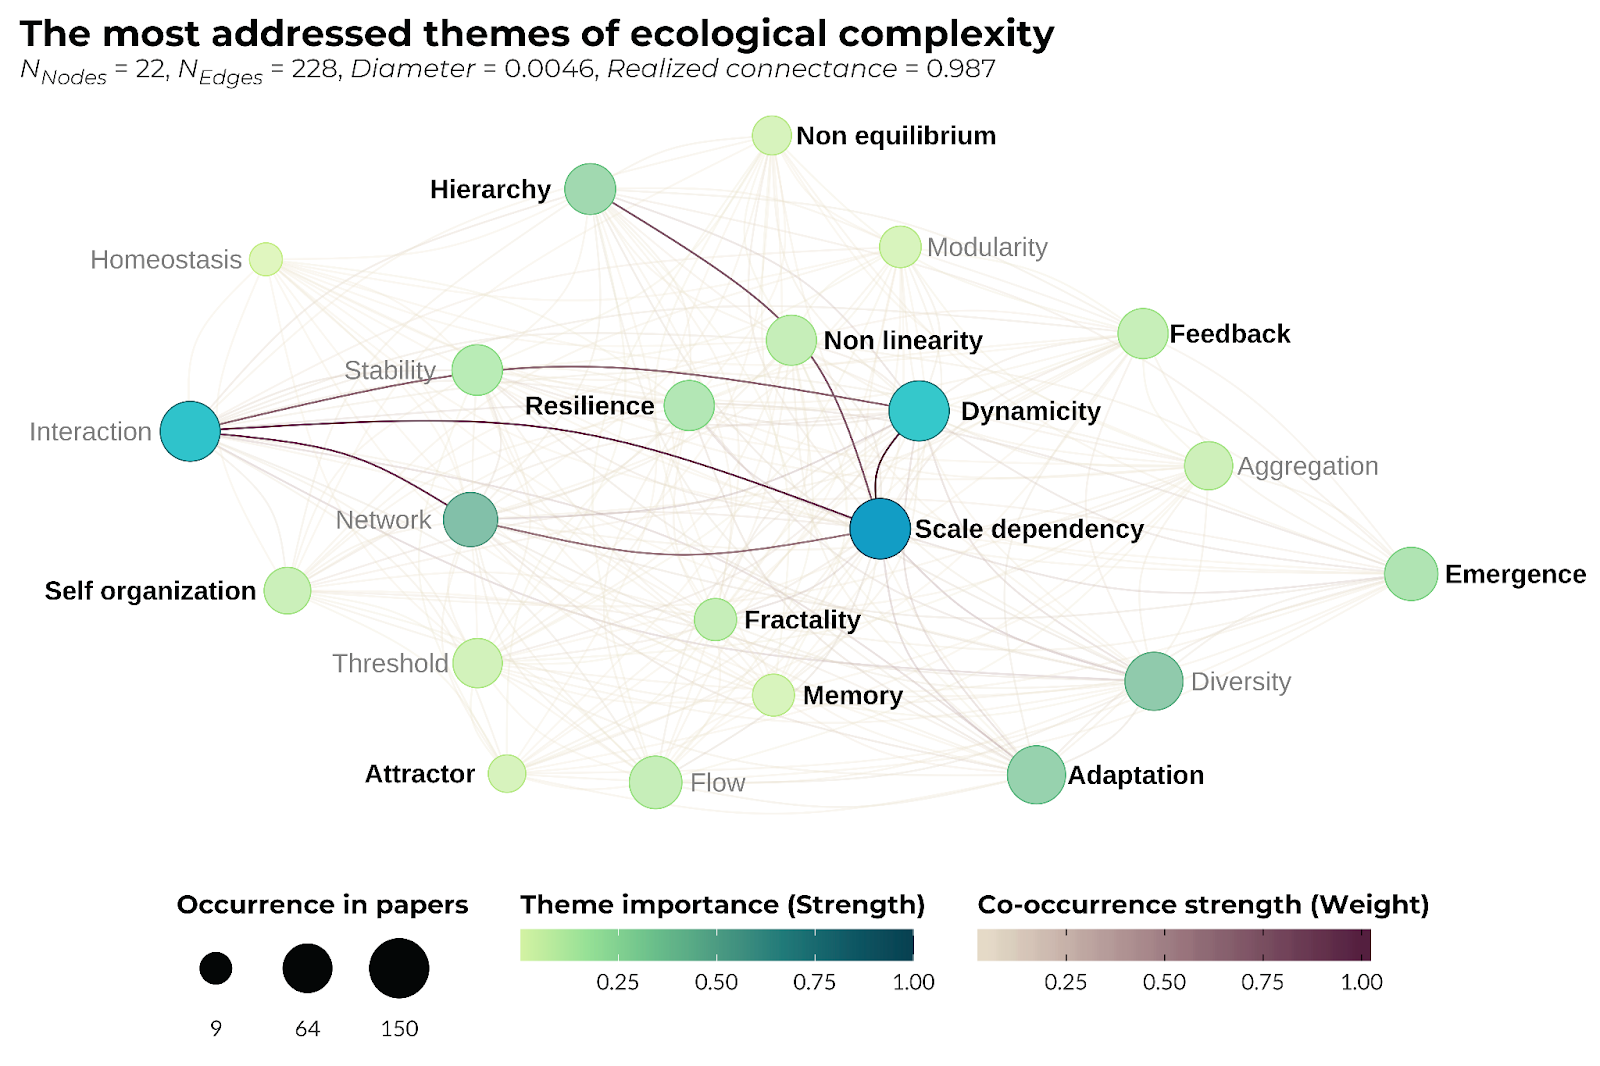 The most addressed themes of ecological complexity
N_Nodes = 22, N_Edges = 228, Diameter = 0.0046, Realized connectance = 0.987
Non equilibrium
Hierarchy
Homeostasis
Modularity
Feedback
Non linearity
Stability
Resilience
Dynamicity
Interaction
Aggregation
Network
Scale dependency
Emergence
Self organization
Fractality
Threshold
Diversity
Memory
Attractor
Flow
Adaptation
Occurrence in papers
9 64 150
Theme importance (Strength)
0.25 0.50 0.75 1.00
Co-occurrence strength (Weight)
0.25 0.50 0.75 1.00